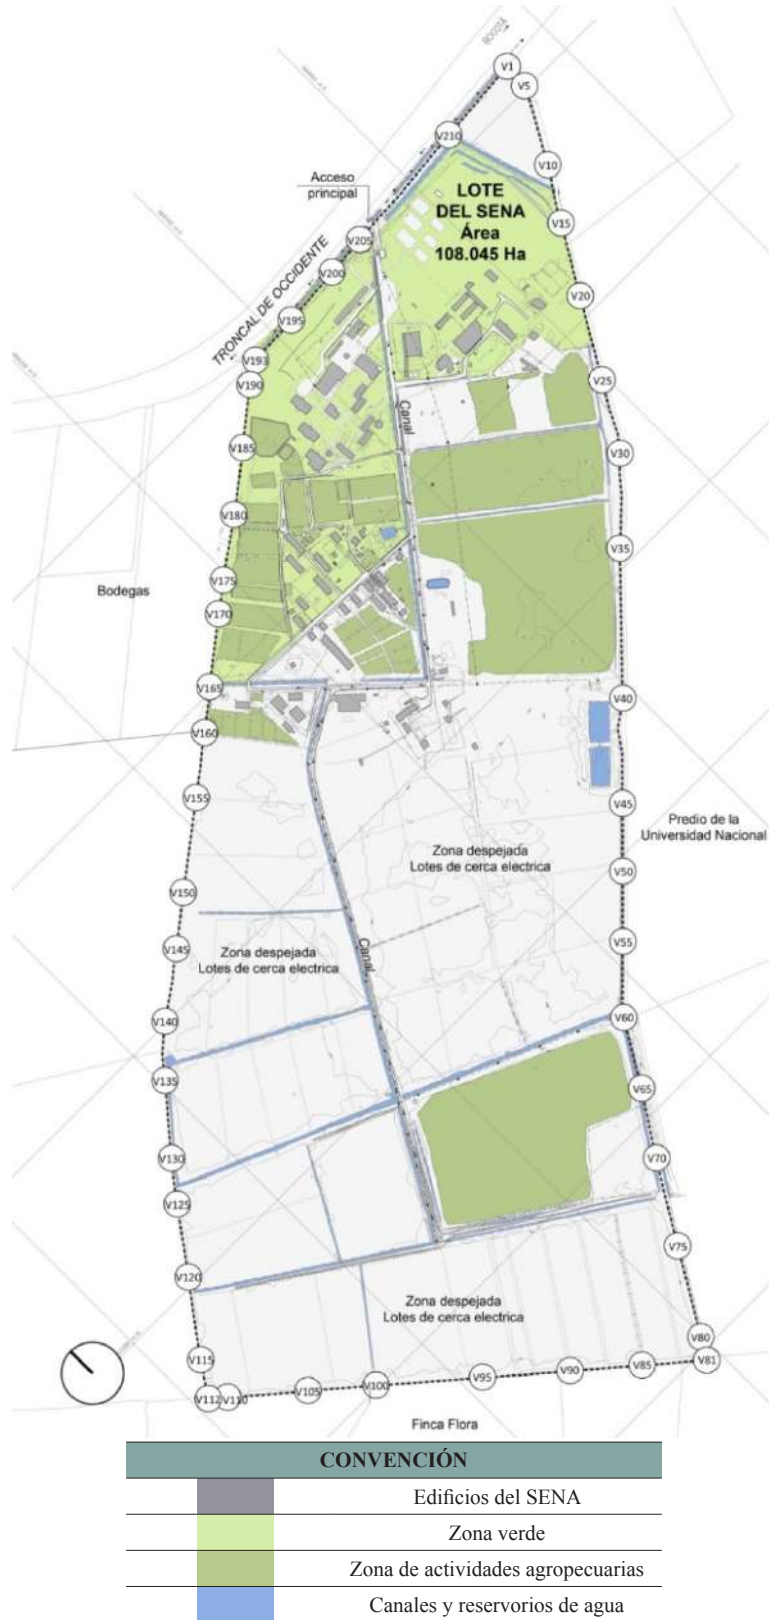 BOGOTÁ
V1
V5
V210
V10
Acceso
principal
LOTE
DEL SENA
Área
108.045 Ha
V15
V205
V200
TRONCAL DE OCCIDENTE
V20
V195
V193
V190
V25
Canal
V185
V30
V180
V35
V175
Bodegas
V170
V165
V40
V160
V155
V45
Predio de la
Universidad Nacional
Zona despejada
Lotes de cerca electrica
V50
V150
V55
V145
Zona despejada
Lotes de cerca electrica
Canal
V140
V60
V135
V65
V130
V70
V125
V75
V120
Zona despejada
Lotes de cerca electrica
V80
V115
V81
V85
V90
V95
V100
V105
V112
V110
Finca Flora
CONVENCIÓN
Edificios del SENA
Zona verde
Zona de actividades agropecuarias
Canales y reservorios de agua